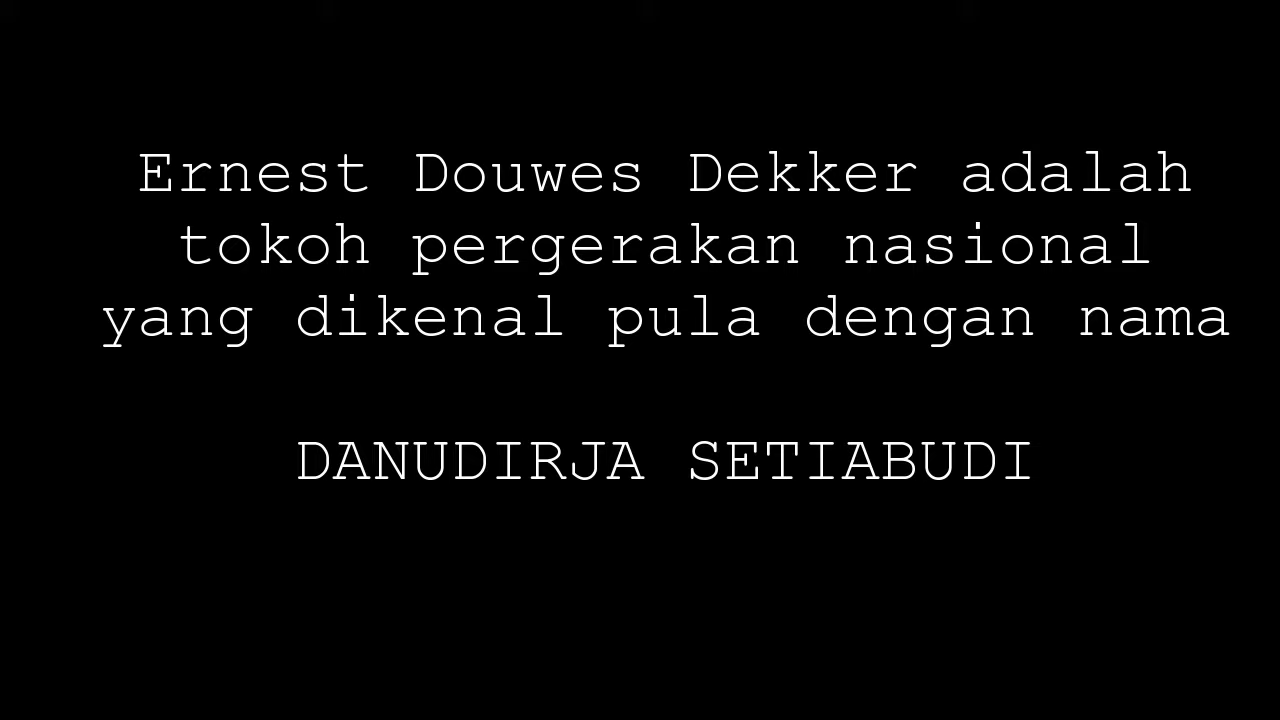 Ernest Douwes Dekker adalah
tokoh pergerakan nasional
yang dikenal pula dengan nama
DANUDIRJA SETIABUDI